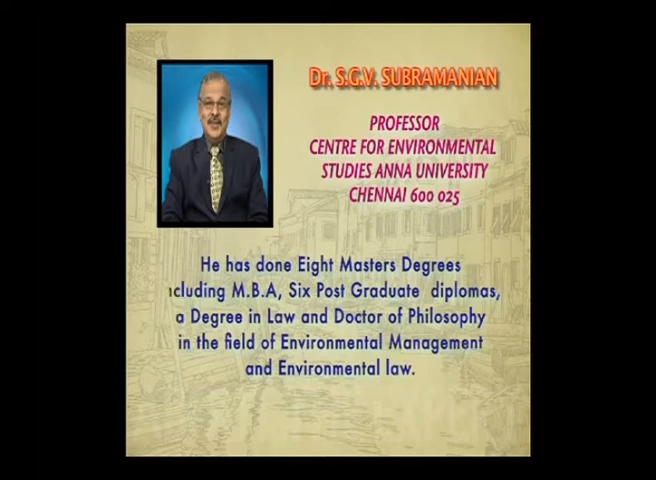 Dr. S.G.V. SUBRAMANIAN
PROFESSOR
CENTRE FOR ENVIRONMENTAL
STUDIES ANNA UNIVERSITY
CHENNAI 600 025
He has done Eight Masters Degrees
ncluding M.B.A, Six Post Graduate diplomas,
a Degree in Law and Doctor of Philosophy
in the field of Environmental Management
and Environmental law.